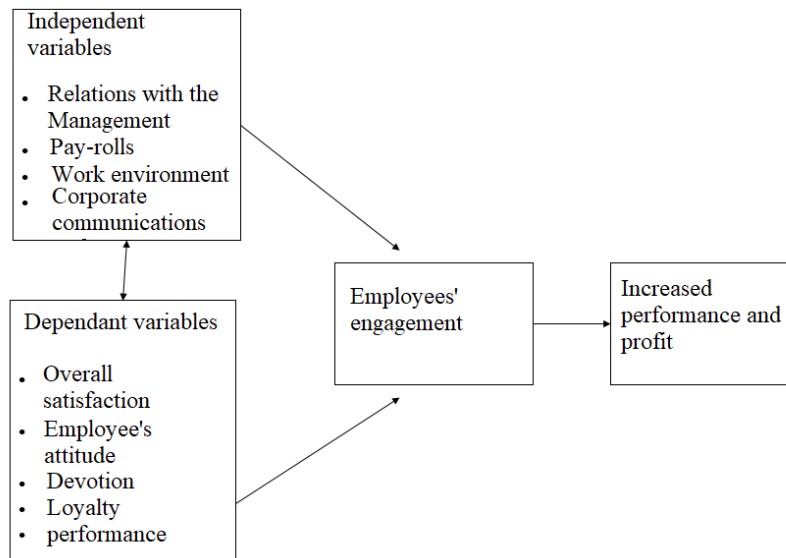 Independent
variables
• Relations with the
Management
• Pay-rolls
• Work environment
• Corporate
communications
Dependant variables
• Overall
satisfaction
• Employee's
attitude
• Devotion
• Loyalty
• performance
Employees'
engagement
Increased
performance and
profit